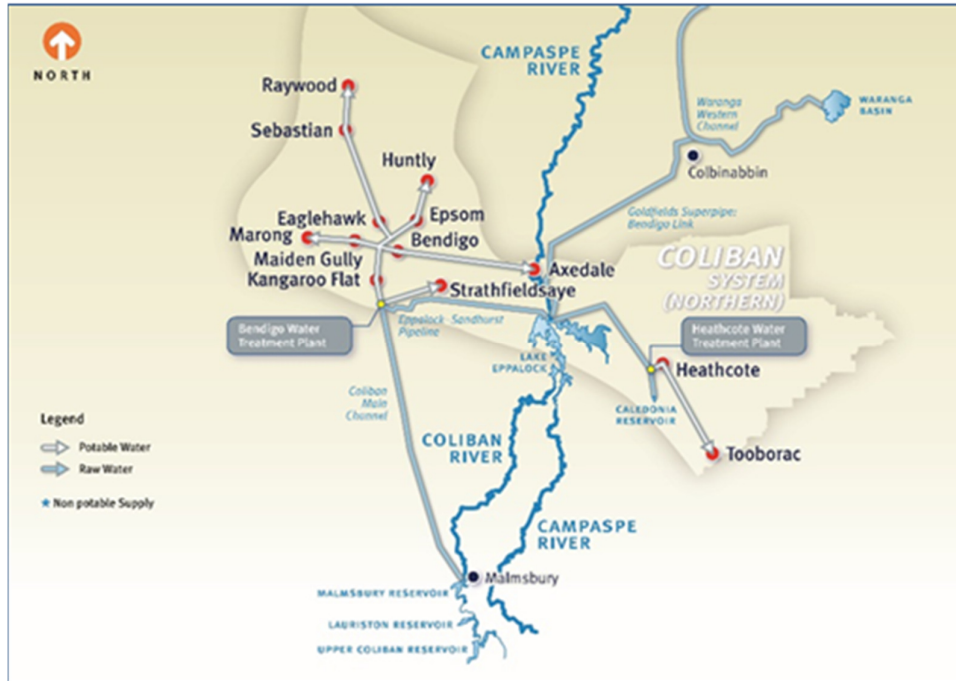 NORTH
CAMPASPE
RIVER
Raywood
Sebastian
Huntly
Waranga
Western
Channel
WARANGA
BASIN
Colbinabbin
Goldfields Superpipe:
Bendigo Link
Eaglehawk
Epsom
Marong
Bendigo
Maiden Gully
Kangaroo Flat
Axedale
Strathfieldsaye
COLIBAN
SYSTEM
(NORTHERN)
Bendigo Water
Treatment Plant
Eppalock - Sandhurst
Pipeline
Heathcote Water
Treatment Plant
LAKE
EPPALOCK
Heathcote
CALEDONIA
RESERVOIR
Coliban
Main
Channel
Legend
Potable Water
Raw Water
Non potable Supply
COLIBAN
RIVER
Tooborac
CAMPASPE
RIVER
Malmsbury
MALMSBURY RESERVOIR
LAURISTON RESERVOIR
UPPER COLIBAN RESERVOIR